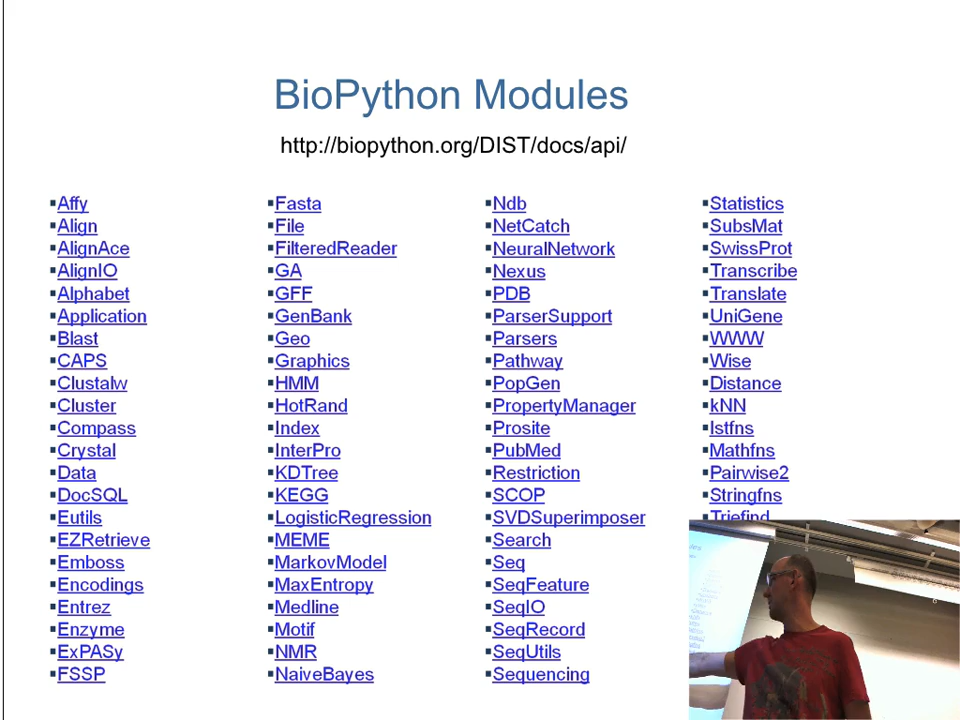 BioPython Modules
http://biopython.org/DIST/docs/api/
Affy
Align
AlignAce
AlignIO
Alphabet
Application
Blast
CAPS
Clustalw
Cluster
Compass
Crystal
Data
DocSQL
Eutils
EZRetrieve
Emboss
Encodings
Entrez
Enzyme
ExPASy
FSSP
Fasta
File
FilteredReader
GA
GFF
GenBank
Geo
Graphics
HMM
HotRand
Index
InterPro
KDTree
KEGG
LogisticRegression
MEME
MarkovModel
MaxEntropy
Medline
Motif
NMR
NaiveBayes
Ndb
NetCatch
NeuralNetwork
Nexus
PDB
ParserSupport
Parsers
Pathway
PopGen
PropertyManager
Prosite
PubMed
Restriction
SCOP
SVDSuperimposer
Search
Seq
SeqFeature
SeqIO
SeqRecord
SeqUtils
Sequencing
Statistics
SubsMat
SwissProt
Transcribe
Translate
UniGene
WWW
Wise
Distance
kNN
lstfns
Mathfns
Pairwise2
Stringfns
Triefind